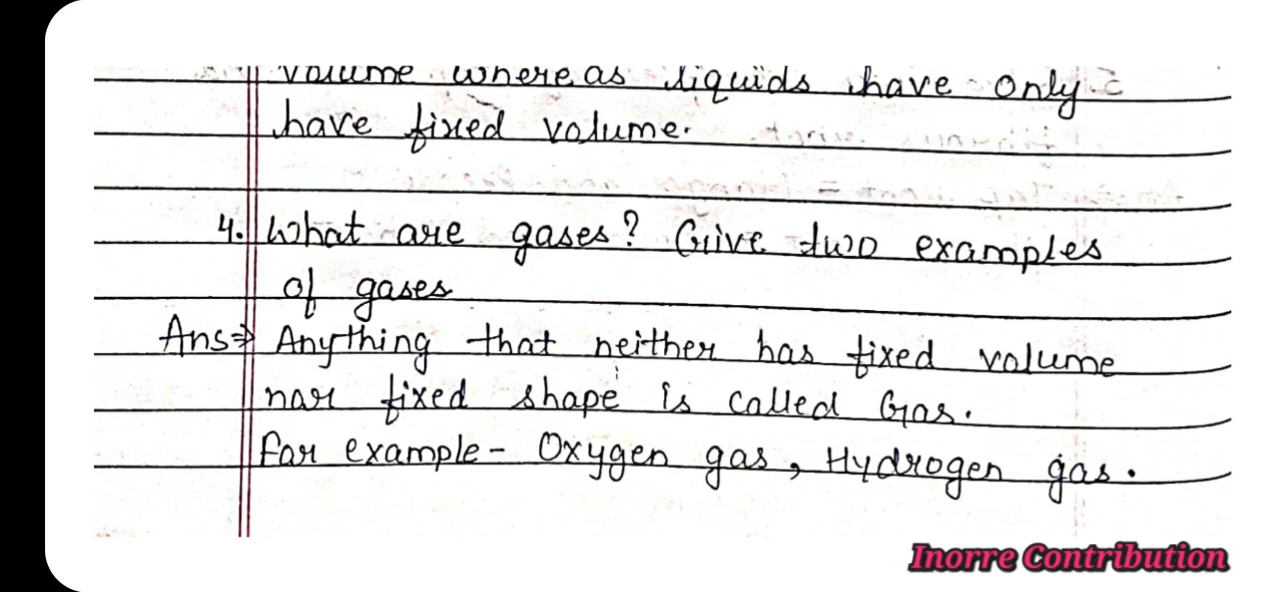 volume whereas liquids have only
have fixed volume.
4. What are gases? Give two examples
of gases
Ans⇒ Anything that neither has fixed volume
nor fixed shape is called Gas.
For example- Oxygen gas, Hydrogen gas.
Inorre Contribution